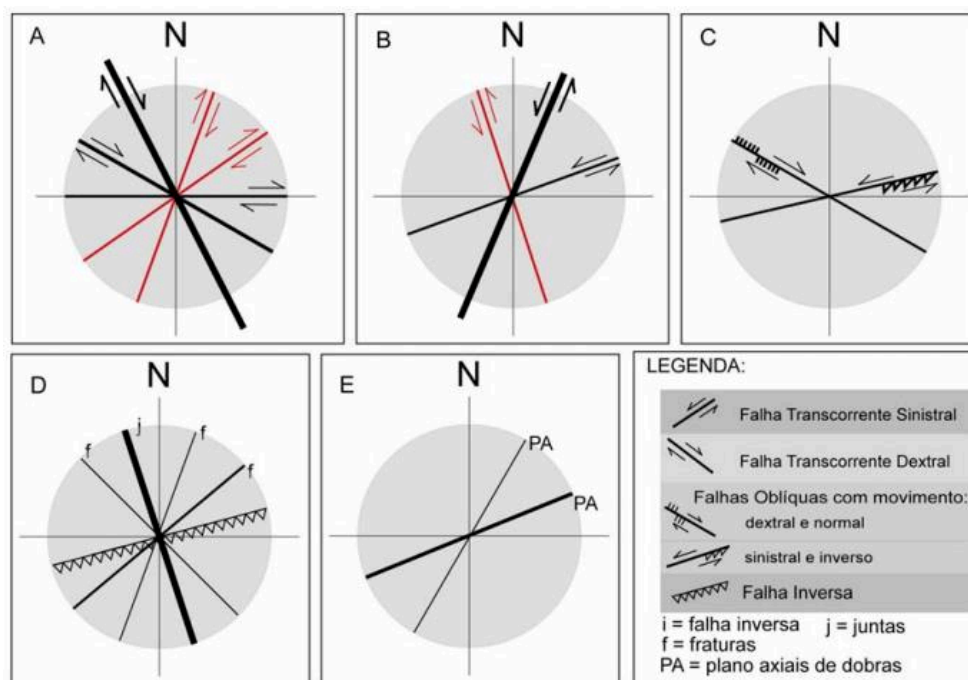 A
N
B
N
C
N
D
N
j
f
f
f
E
N
PA
PA
LEGENDA:
Falha Transcorrente Sinistral
Falha Transcorrente Dextral
Falhas Oblíquas com movimento:
dextral e normal
sinistral e inverso
Falha Inversa
i = falha inversa j = juntas
f = fraturas
PA = plano axiais de dobras